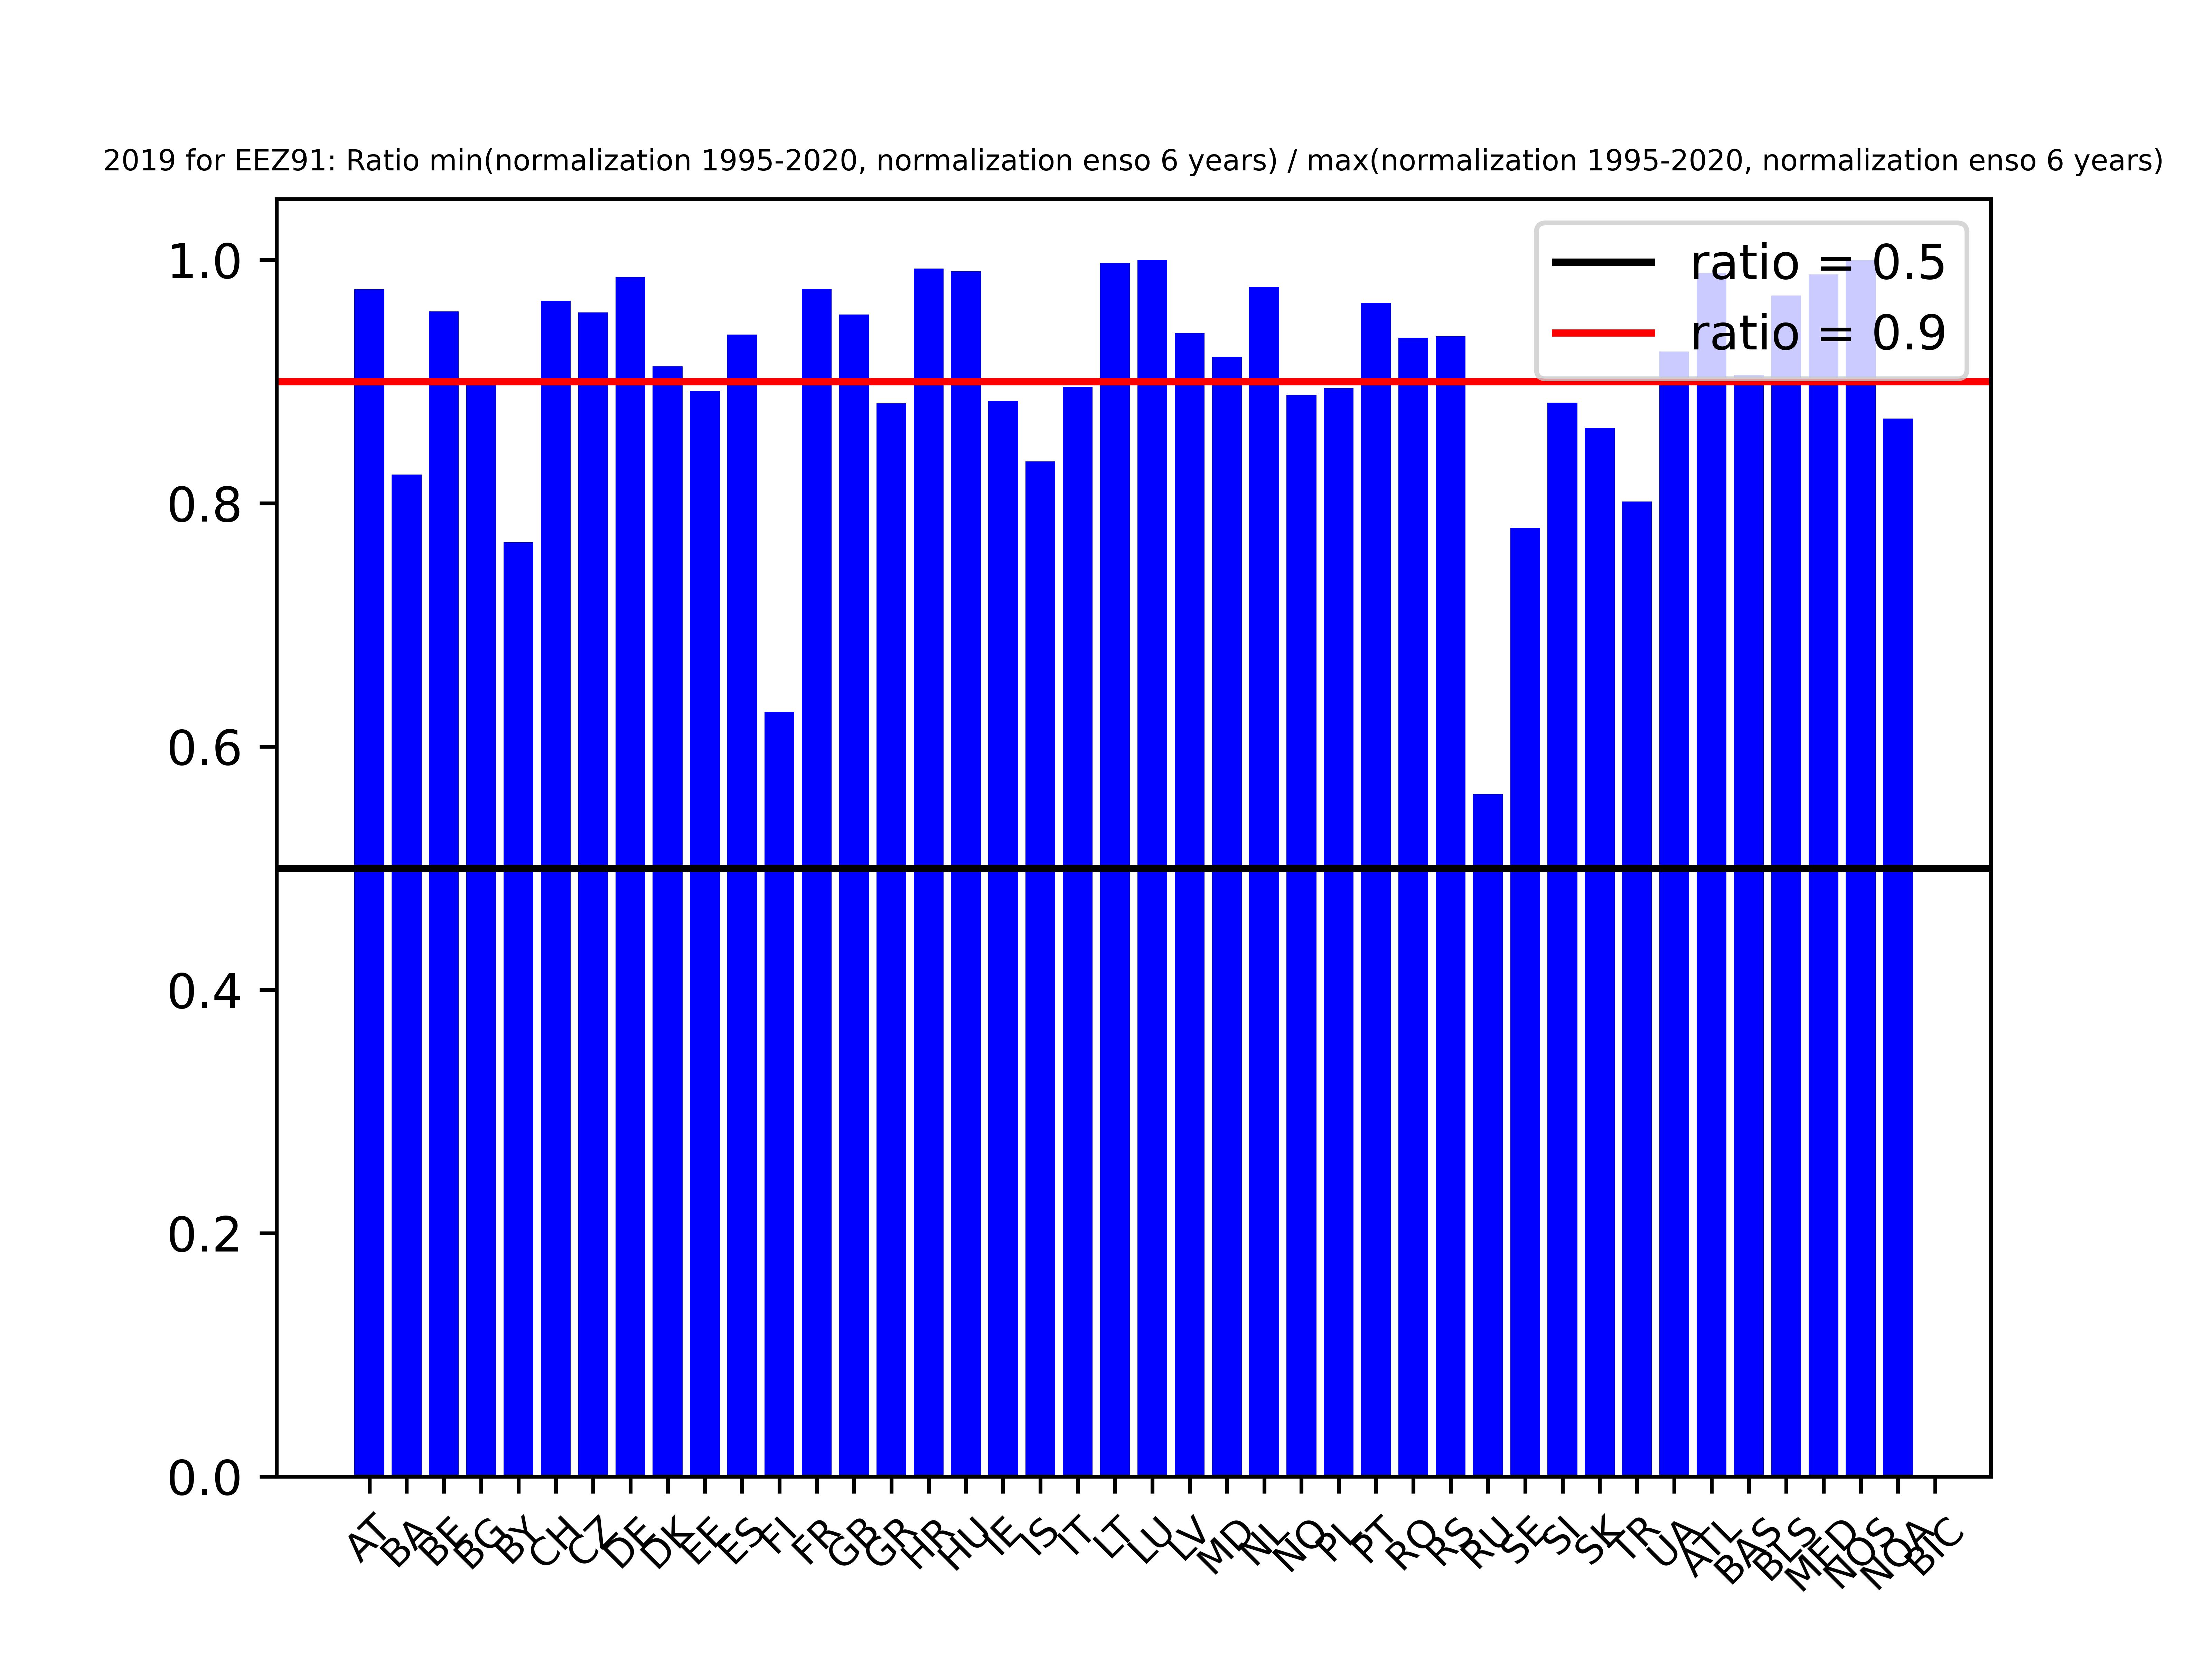 2019 for EEZ91: Ratio min(normalization 1995-2020, normalization enso 6 years) / max(normalization 1995-2020, normalization enso 6 years)
ratio = 0.5
ratio = 0.9
1.0
0.8
0.6
0.4
0.2
0.0
AT BA BE BG BY CH CZ DE DK EE ES FI FR GB GR HR HU IE IS IT LT LU LV MD NL NO PL PT RO RS RU SE SI SK TR UA ATL BAS BLS MED NOS NOA BIC